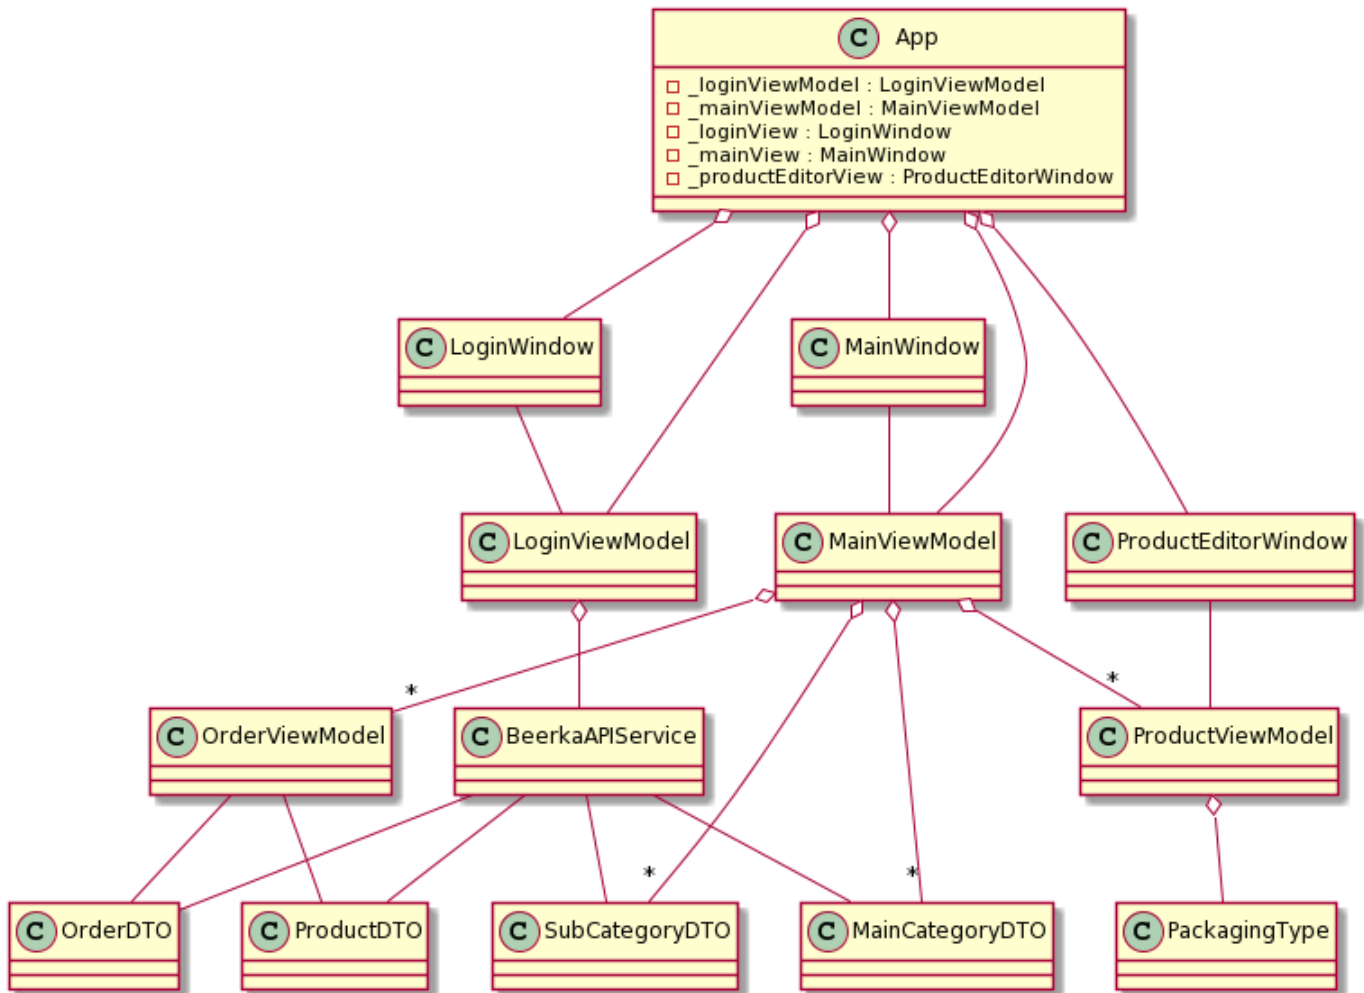 C App
_loginViewModel : LoginViewModel
_mainViewModel : MainViewModel
_loginView : LoginWindow
_mainView : MainWindow
_productEditorView : ProductEditorWindow
C LoginWindow
C MainWindow
C LoginViewModel
C MainViewModel
C ProductEditorWindow
*
*
C OrderViewModel
C BeerkaAPIService
C ProductViewModel
*
*
C OrderDTO
C ProductDTO
C SubCategoryDTO
C MainCategoryDTO
C PackagingType